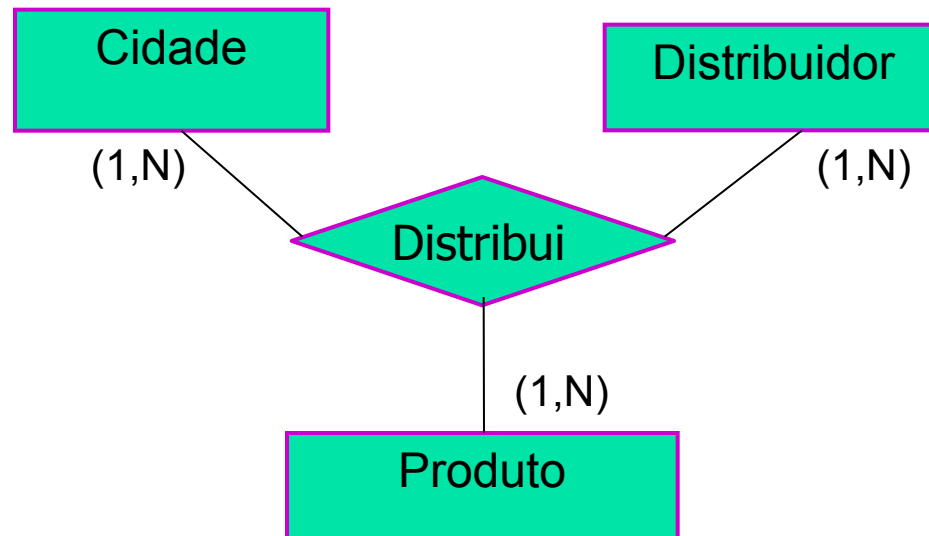 Cidade
Distribuidor
(1,N)
(1,N)
Distribui
(1,N)
Produto